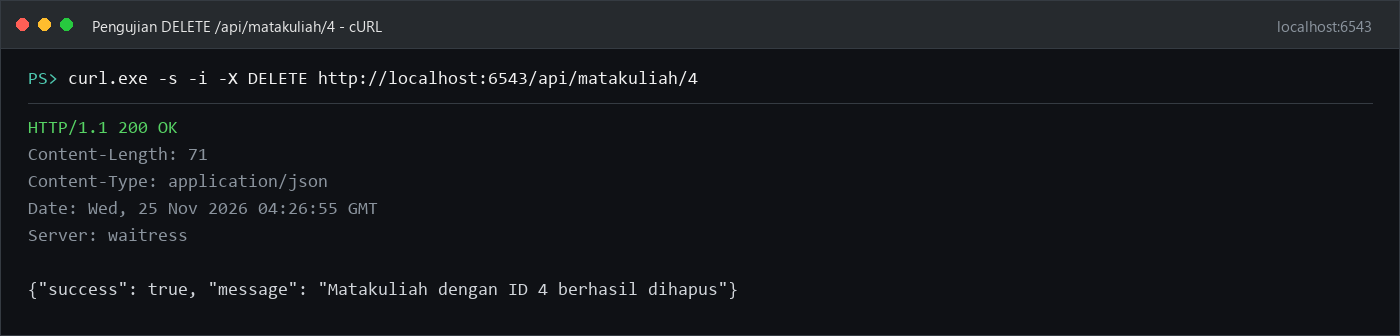 Pengujian DELETE /api/matakuliah/4 - cURL
localhost:6543
PS> curl.exe -s -i -X DELETE http://localhost:6543/api/matakuliah/4
HTTP/1.1 200 OK
Content-Length: 71
Content-Type: application/json
Date: Wed, 25 Nov 2026 04:26:55 GMT
Server: waitress
{"success": true, "message": "Matakuliah dengan ID 4 berhasil dihapus"}